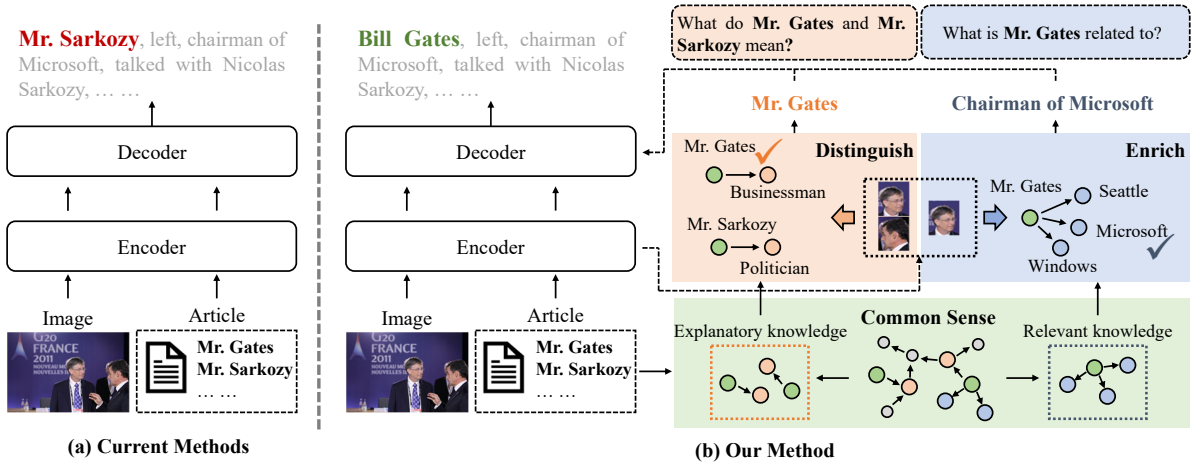 Mr. Sarkozy, left, chairman of
Microsoft, talked with Nicolas
Sarkozy, … …
Decoder
Encoder
Image
Article
G20
FRANCE
2011
Mr. Gates
Mr. Sarkozy
… …
(a) Current Methods
Bill Gates, left, chairman of
Microsoft, talked with Nicolas
Sarkozy, … …
Decoder
Encoder
Image
Article
G20
FRANCE
2011
Mr. Gates
Mr. Sarkozy
… …
What do Mr. Gates and Mr.
Sarkozy mean?
What is Mr. Gates related to?
Mr. Gates
Chairman of Microsoft
Mr. Gates
Distinguish
Businessman
Mr. Sarkozy
Politician
Enrich
Mr. Gates
Seattle
Microsoft
Windows
Common Sense
Explanatory knowledge
Relevant knowledge
(b) Our Method